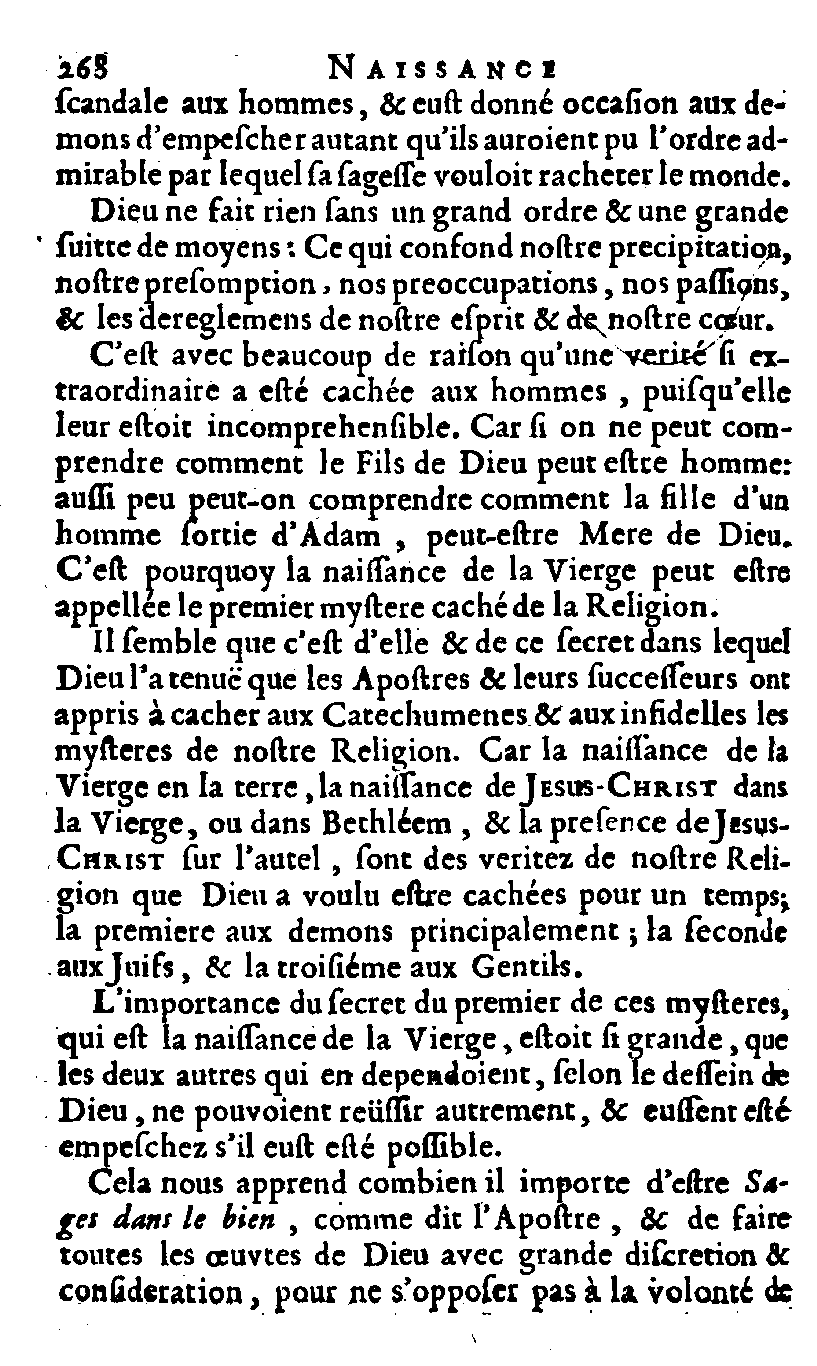 268 NAISSANCE
ſcandale aux hommes, & euſt donné occaſion aux de-
mons d'empeſcher autant qu'ils auroient pu l'ordre ad-
mirable par lequel ſa ſageſſe vouloit racheter le monde.
Dieu ne fait rien ſans un grand ordre & une grande
ſuitte de moyens : Ce qui confond noſtre precipitation,
noſtre preſomption, nos preoccupations, nos paſſions,
& les dereglemens de noſtre eſprit & de noſtre cœur.
C'eſt avec beaucoup de raiſon qu'une verité ſi ex-
traordinaire a eſté cachée aux hommes, puiſqu'elle
leur eſtoit incomprehenſible. Car ſi on ne peut com-
prendre comment le Fils de Dieu peut eſtre homme:
auſſi peu peut-on comprendre comment la fille d'un
homme ſortie d'Adam, peut-eſtre Mere de Dieu.
C'eſt pourquoy la naiſſance de la Vierge peut eſtre
appellée le premier myſtere caché de la Religion.
Il ſemble que c'eſt d'elle & de ce ſecret dans lequel
Dieu l'a tenuë que les Apoſtres & leurs ſucceſſeurs ont
appris à cacher aux Catechumenes & aux infidelles les
myſteres de noſtre Religion. Car la naiſſance de la
Vierge en la terre, la naiſſance de JESUS-CHRIST dans
la Vierge, ou dans Bethléem, & la preſence de JESUS-
CHRIST ſur l'autel, ſont des veritez de noſtre Reli-
gion que Dieu a voulu eſtre cachées pour un temps;
la premiere aux demons principalement ; la ſeconde
aux Juifs, & la troiſiéme aux Gentils.
L'importance du ſecret du premier de ces myſteres,
qui eſt la naiſſance de la Vierge, eſtoit ſi grande, que
les deux autres qui en dependoient, ſelon le deſſein de
Dieu, ne pouvoient reüſſir autrement, & euſſent eſté
empeſchez s'il euſt eſté poſſible.
Cela nous apprend combien il importe d'eſtre Sa-
ges dans le bien, comme dit l'Apoſtre, & de faire
toutes les œuvres de Dieu avec grande diſcretion &
conſideration, pour ne s'oppoſer pas à la volonté de